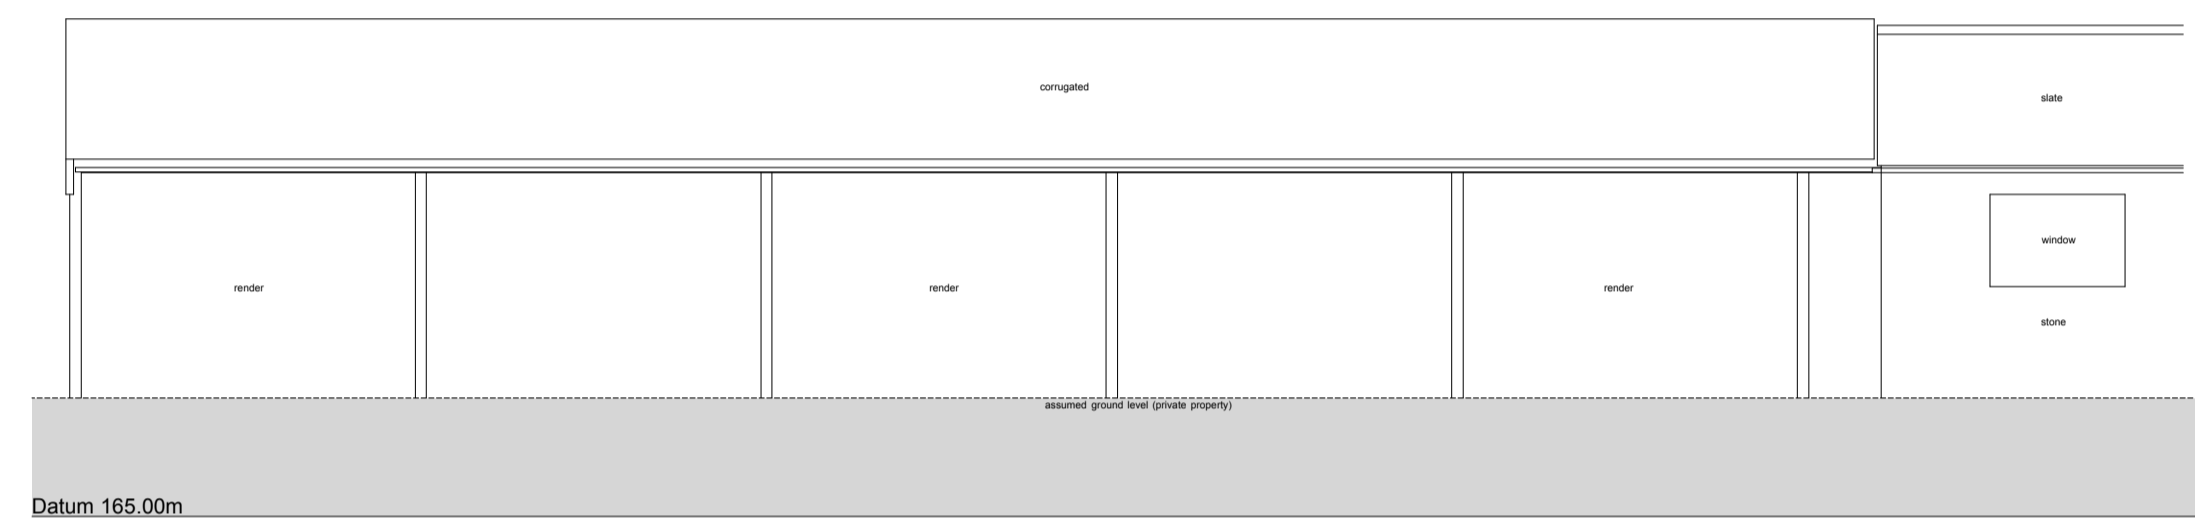 corrugated
slate
window
render
render
render
stone
assumed ground level (private property)
Datum 165.00m